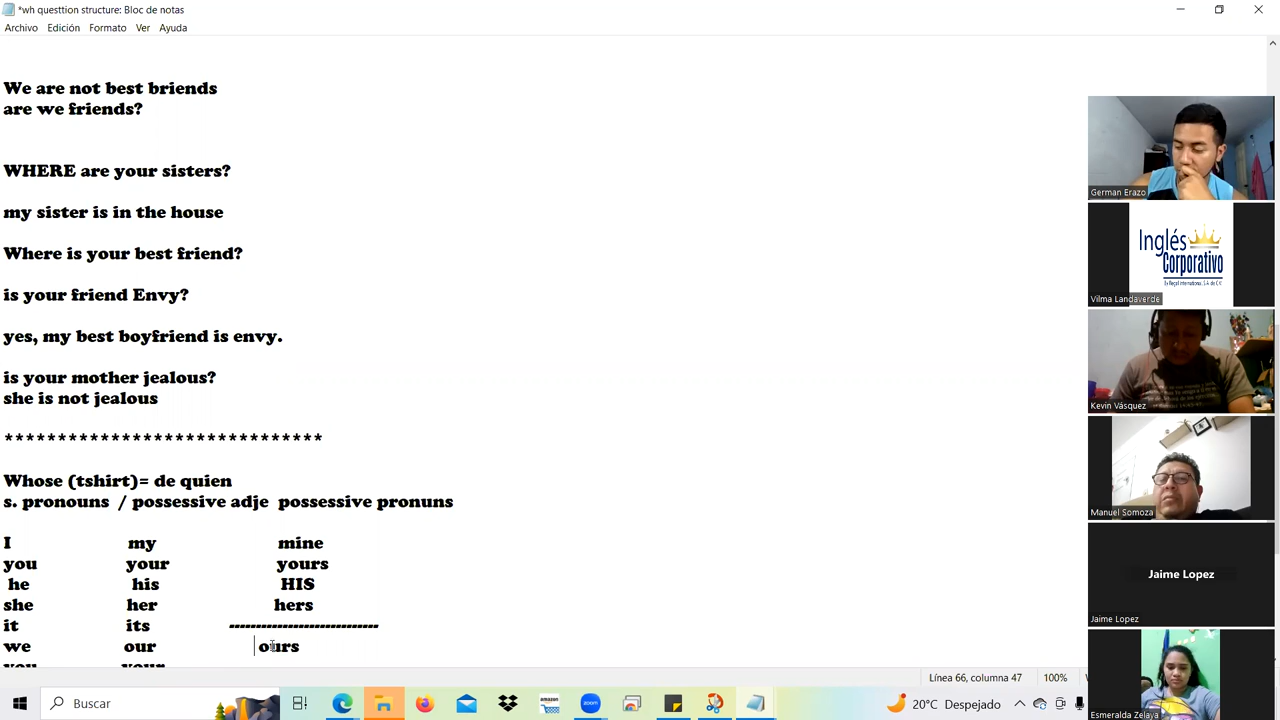 *wh questtion structure: Bloc de notas
Archivo Edición Formato Ver Ayuda
We are not best briends
are we friends?
WHERE are your sisters?
my sister is in the house
Where is your best friend?
is your friend Envy?
yes, my best boyfriend is envy.
is your mother jealous?
she is not jealous
******************************
Whose (tshirt)= de quien
s. pronouns / possessive adje possessive pronuns
I my mine
you your yours
he his HIS
she her hers
it its ----------------------------
we our ours
you your
German Erazo
Inglés
Corporativo
Vilma Landaverde
Kevin Vásquez
Manuel Somoza
Jaime Lopez
Jaime Lopez
Esmeralda Zelaya
Línea 66, columna 47 100%
Buscar
amazon
zoom
20°C Despejado